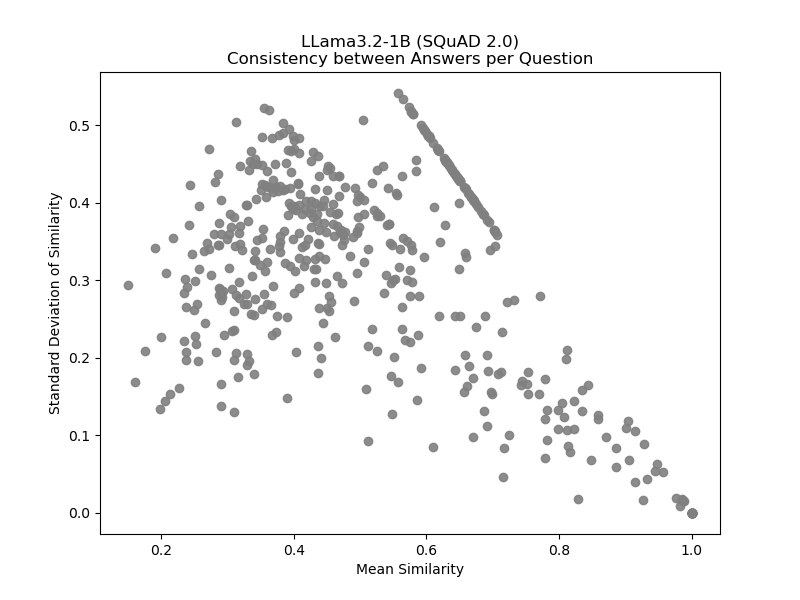 LLama3.2-1B (SQuAD 2.0)
Consistency between Answers per Question
Standard Deviation of Similarity
0.5
0.4
0.3
0.2
0.1
0.0
0.2
0.4
0.6
0.8
1.0
Mean Similarity